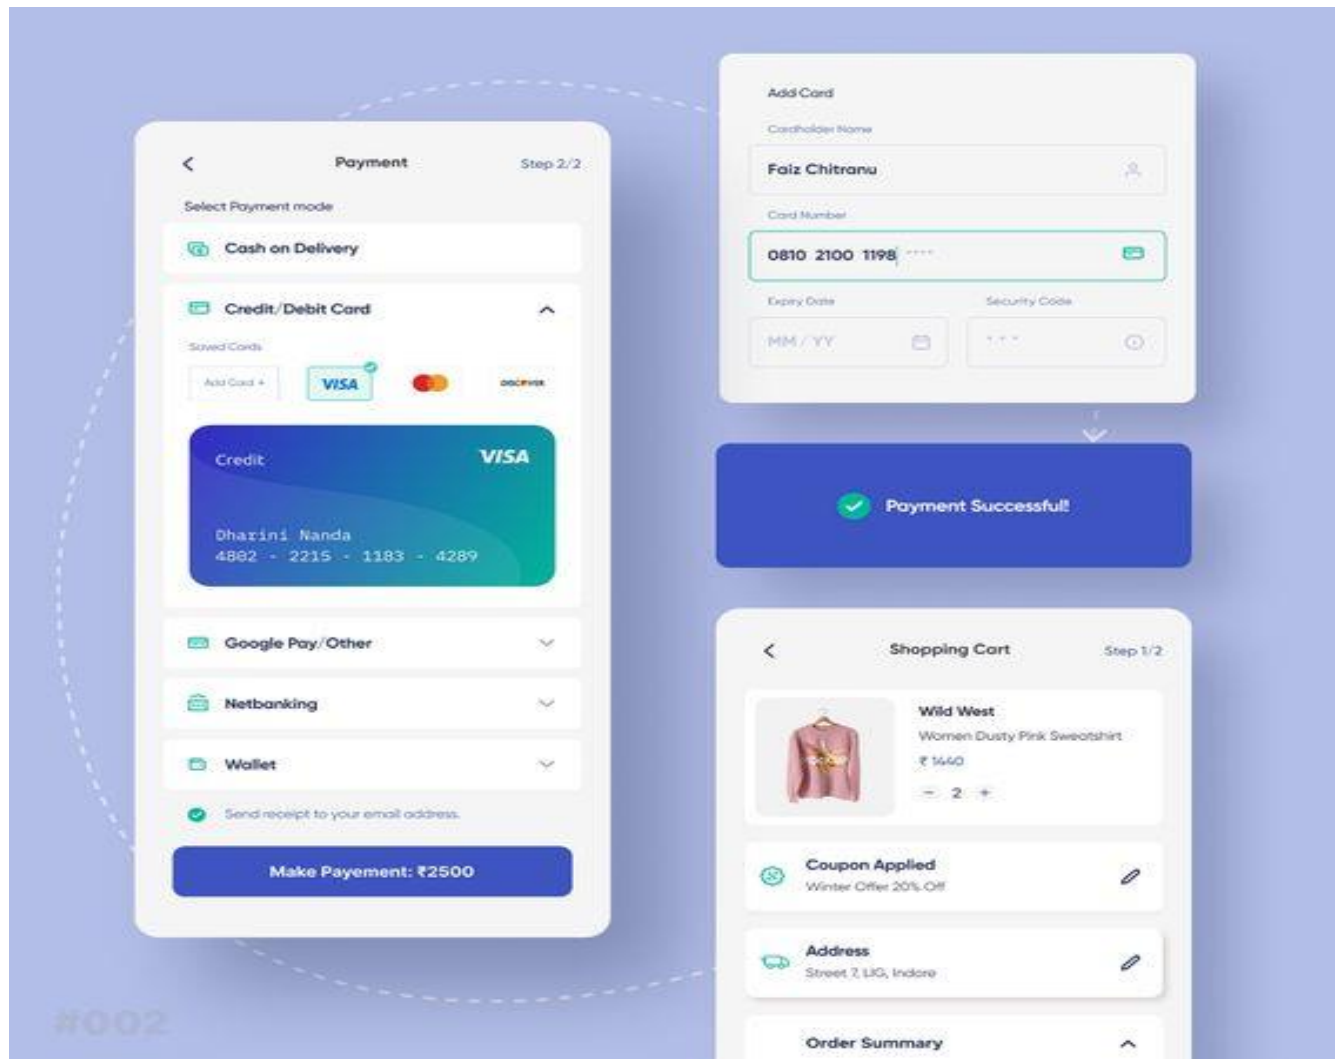 Payment
Step 2/2
Select Payment mode
Cash on Delivery
Credit/Debit Card
Saved Cards
Add Card +
VISA
DISCOVER
Credit
VISA
Dharini Nanda
4802 - 2215 - 1183 - 4289
Google Pay/Other
Netbanking
Wallet
Send receipt to your email address.
Make Payement: ₹2500
#002
Add Card
Cardholder Name
Faiz Chitranu
Card Number
0810 2100 1198 ****
Expiry Date
Security Code
MM / YY
* * *
Payment Successful!
Shopping Cart
Step 1/2
Wild West
Women Dusty Pink Sweatshirt
₹ 1440
− 2 +
Coupon Applied
Winter Offer 20% Off
Address
Street 7, LIG, Indore
Order Summary